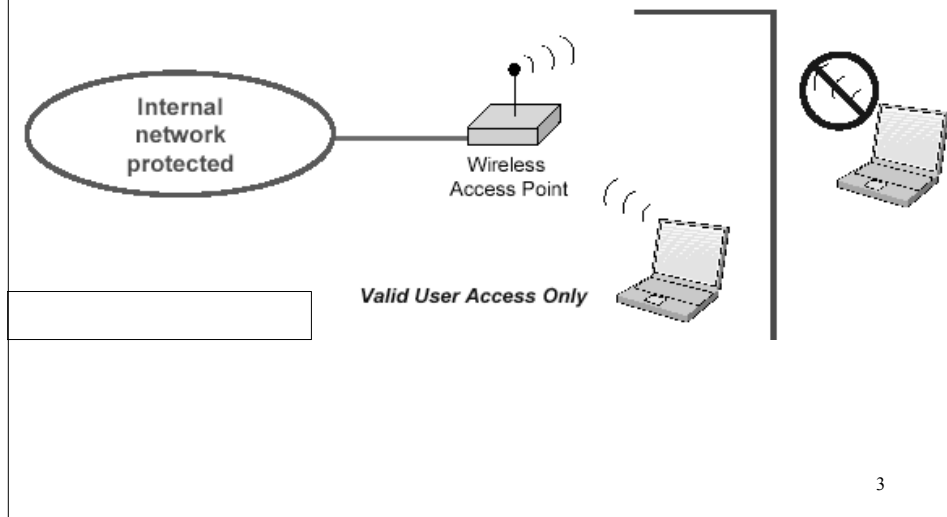 Internal
network
protected
Wireless
Access Point
Valid User Access Only
3